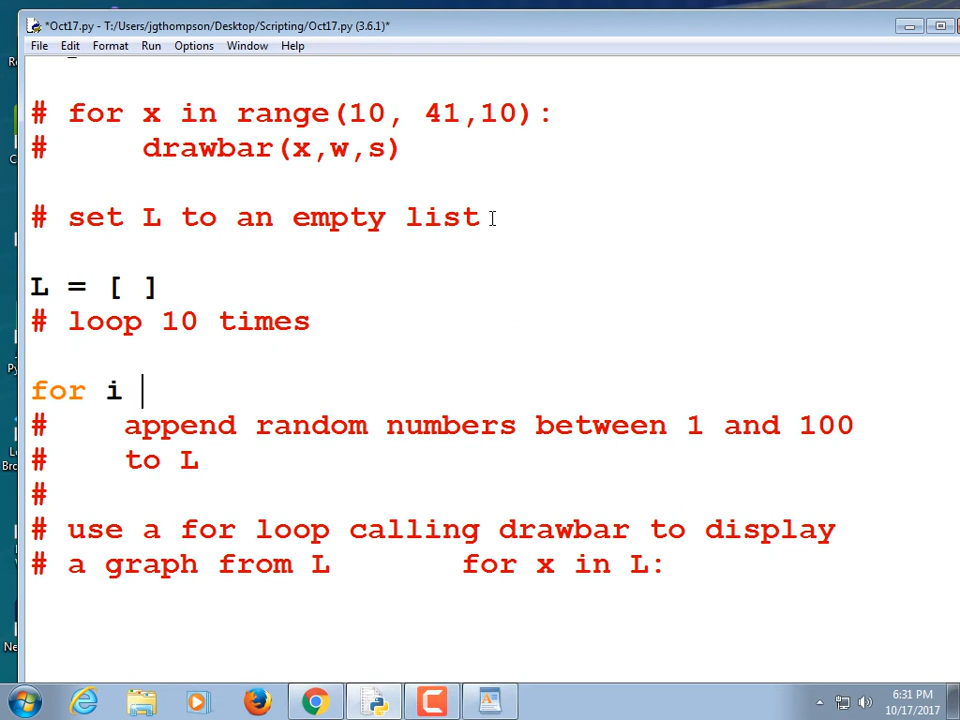 *Oct17.py - T:/Users/jgthompson/Desktop/Scripting/Oct17.py (3.6.1)*
File Edit Format Run Options Window Help
# for x in range(10, 41,10):
#     drawbar(x,w,s)
# set L to an empty list
L = [ ]
# loop 10 times
for i
#    append random numbers between 1 and 100
#    to L
#
# use a for loop calling drawbar to display
# a graph from L       for x in L:
6:31 PM
10/17/2017